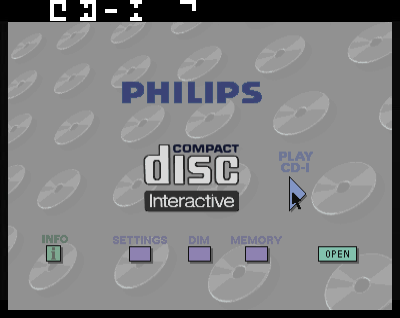 PHILIPS
COMPACT
disc
Interactive
PLAY
CD-I
INFO SETTINGS DIM MEMORY
i
OPEN